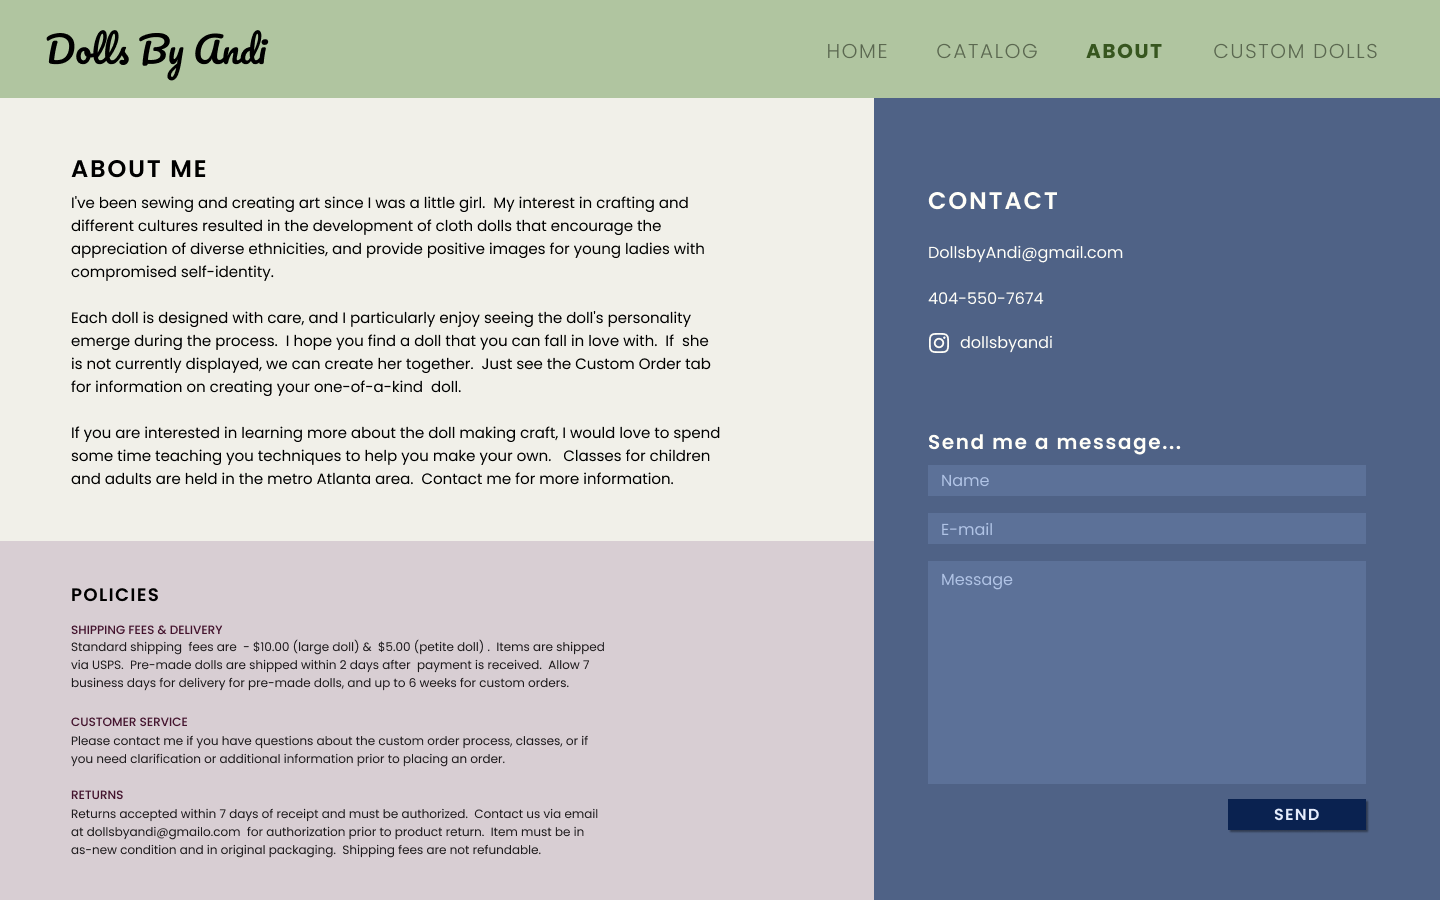 Dolls By Andi
HOME CATALOG ABOUT CUSTOM DOLLS
ABOUT ME
I've been sewing and creating art since I was a little girl.  My interest in crafting and
different cultures resulted in the development of cloth dolls that encourage the
appreciation of diverse ethnicities, and provide positive images for young ladies with
compromised self-identity.
Each doll is designed with care, and I particularly enjoy seeing the doll's personality
emerge during the process.  I hope you find a doll that you can fall in love with.  If  she
is not currently displayed, we can create her together.  Just see the Custom Order tab
for information on creating your one-of-a-kind  doll.
If you are interested in learning more about the doll making craft, I would love to spend
some time teaching you techniques to help you make your own.   Classes for children
and adults are held in the metro Atlanta area.  Contact me for more information.
POLICIES
SHIPPING FEES & DELIVERY
Standard shipping  fees are  - $10.00 (large doll) &  $5.00 (petite doll) .  Items are shipped
via USPS.  Pre-made dolls are shipped within 2 days after  payment is received.  Allow 7
business days for delivery for pre-made dolls, and up to 6 weeks for custom orders.
CUSTOMER SERVICE
Please contact me if you have questions about the custom order process, classes, or if
you need clarification or additional information prior to placing an order.
RETURNS
Returns accepted within 7 days of receipt and must be authorized.  Contact us via email
at dollsbyandi@gmailo.com  for authorization prior to product return.  Item must be in
as-new condition and in original packaging.  Shipping fees are not refundable.
CONTACT
DollsbyAndi@gmail.com
404-550-7674
dollsbyandi
Send me a message...
Name
E-mail
Message
SEND